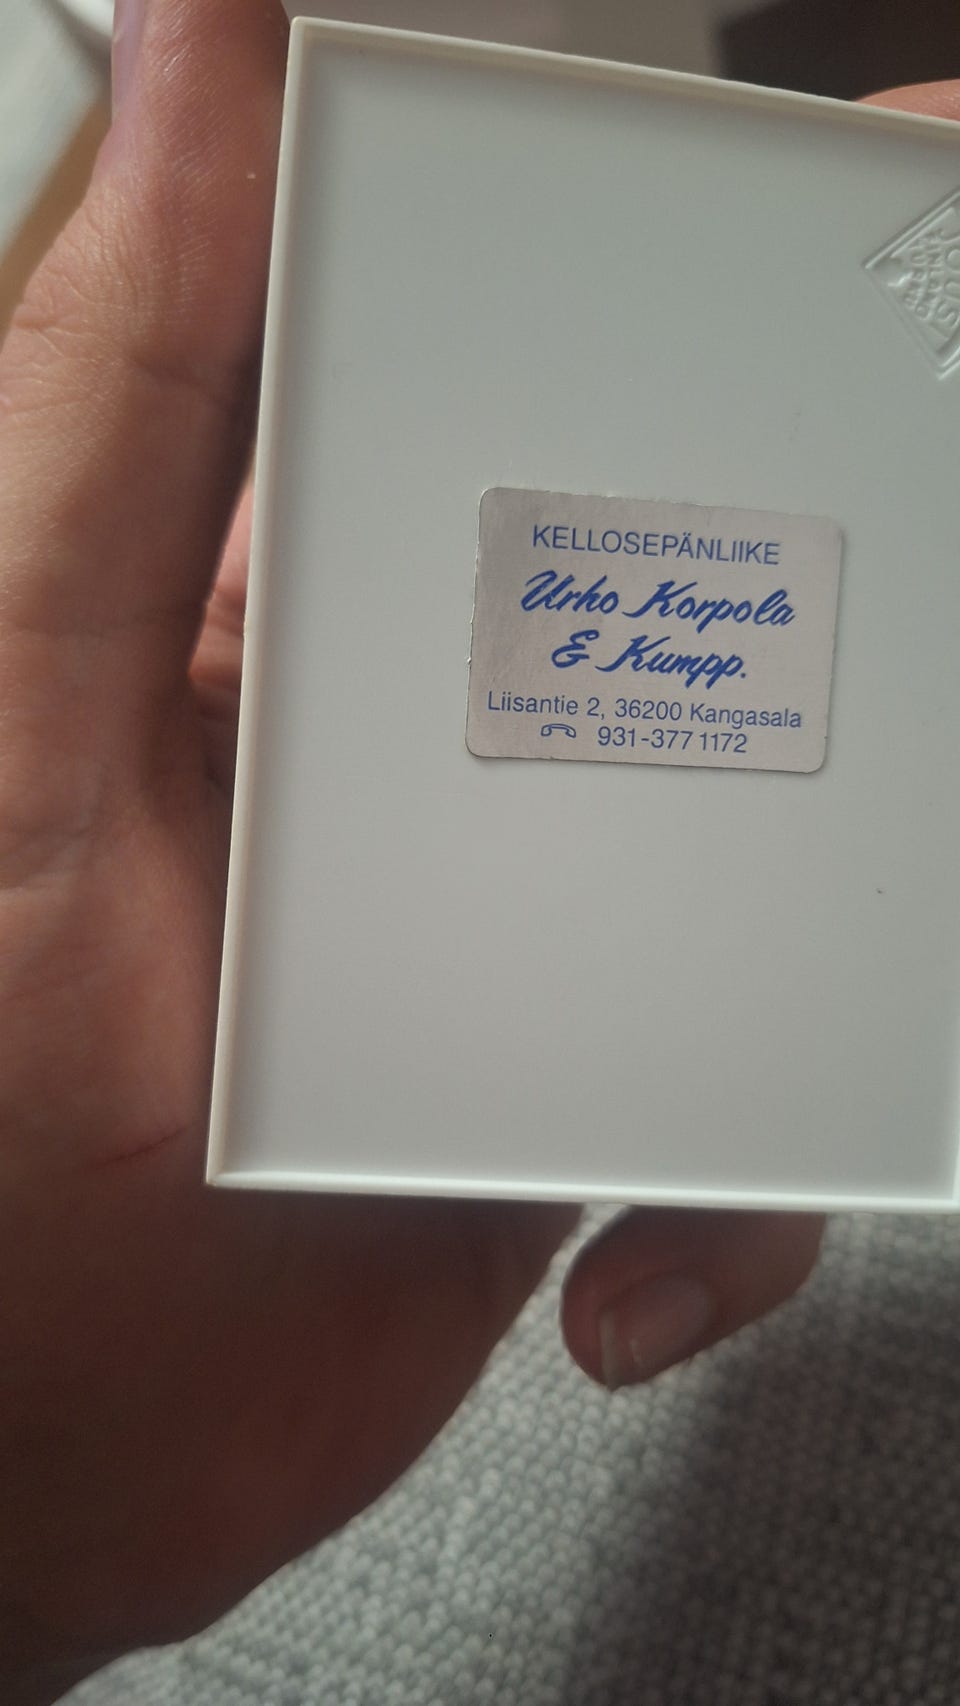 KELLOSEPÄNLIIKE
Urho Korpola
& Kumpp.
Liisantie 2, 36200 Kangasala
931-377 1172